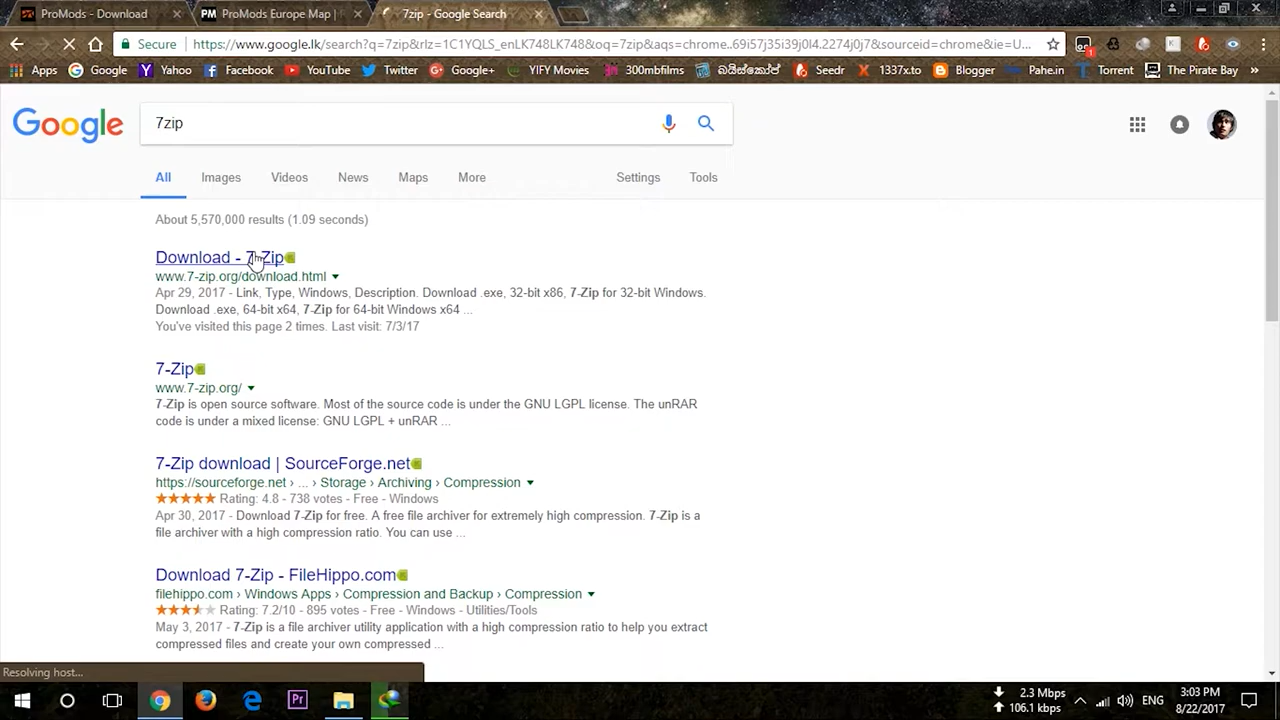 ProMods - Download
PM ProMods Europe Map |
7zip - Google Search
Secure https://www.google.lk/search?q=7zip&rlz=1C1YQLS_enLK748LK748&oq=7zip&aqs=chrome..69i57j35i39j0l4.2274j0j7&sourceid=chrome&ie=U...
1
Apps Google Yahoo Facebook YouTube Twitter Google+ YIFY Movies 300mbfilms බයිස්කෝප් Seedr 1337x.to Blogger Pahe.in Torrent The Pirate Bay »
Google
7zip
All Images Videos News Maps More Settings Tools
About 5,570,000 results (1.09 seconds)
Download - 7-Zip
www.7-zip.org/download.html
Apr 29, 2017 - Link, Type, Windows, Description. Download .exe, 32-bit x86, 7-Zip for 32-bit Windows.
Download .exe, 64-bit x64, 7-Zip for 64-bit Windows x64 ...
You've visited this page 2 times. Last visit: 7/3/17
7-Zip
www.7-zip.org/
7-Zip is open source software. Most of the source code is under the GNU LGPL license. The unRAR
code is under a mixed license: GNU LGPL + unRAR ...
7-Zip download | SourceForge.net
https://sourceforge.net › ... › Storage › Archiving › Compression
Rating: 4.8 - 738 votes - Free - Windows
Apr 30, 2017 - Download 7-Zip for free. A free file archiver for extremely high compression. 7-Zip is a
file archiver with a high compression ratio. You can use ...
Download 7-Zip - FileHippo.com
filehippo.com › Windows Apps › Compression and Backup › Compression
Rating: 7.2/10 - 895 votes - Free - Windows - Utilities/Tools
May 3, 2017 - 7-Zip is a file archiver utility application with a high compression ratio to help you extract
compressed files and create your own compressed ...
Resolving host...
Pr
2.3 Mbps
106.1 kbps
ENG
3:03 PM
8/22/2017